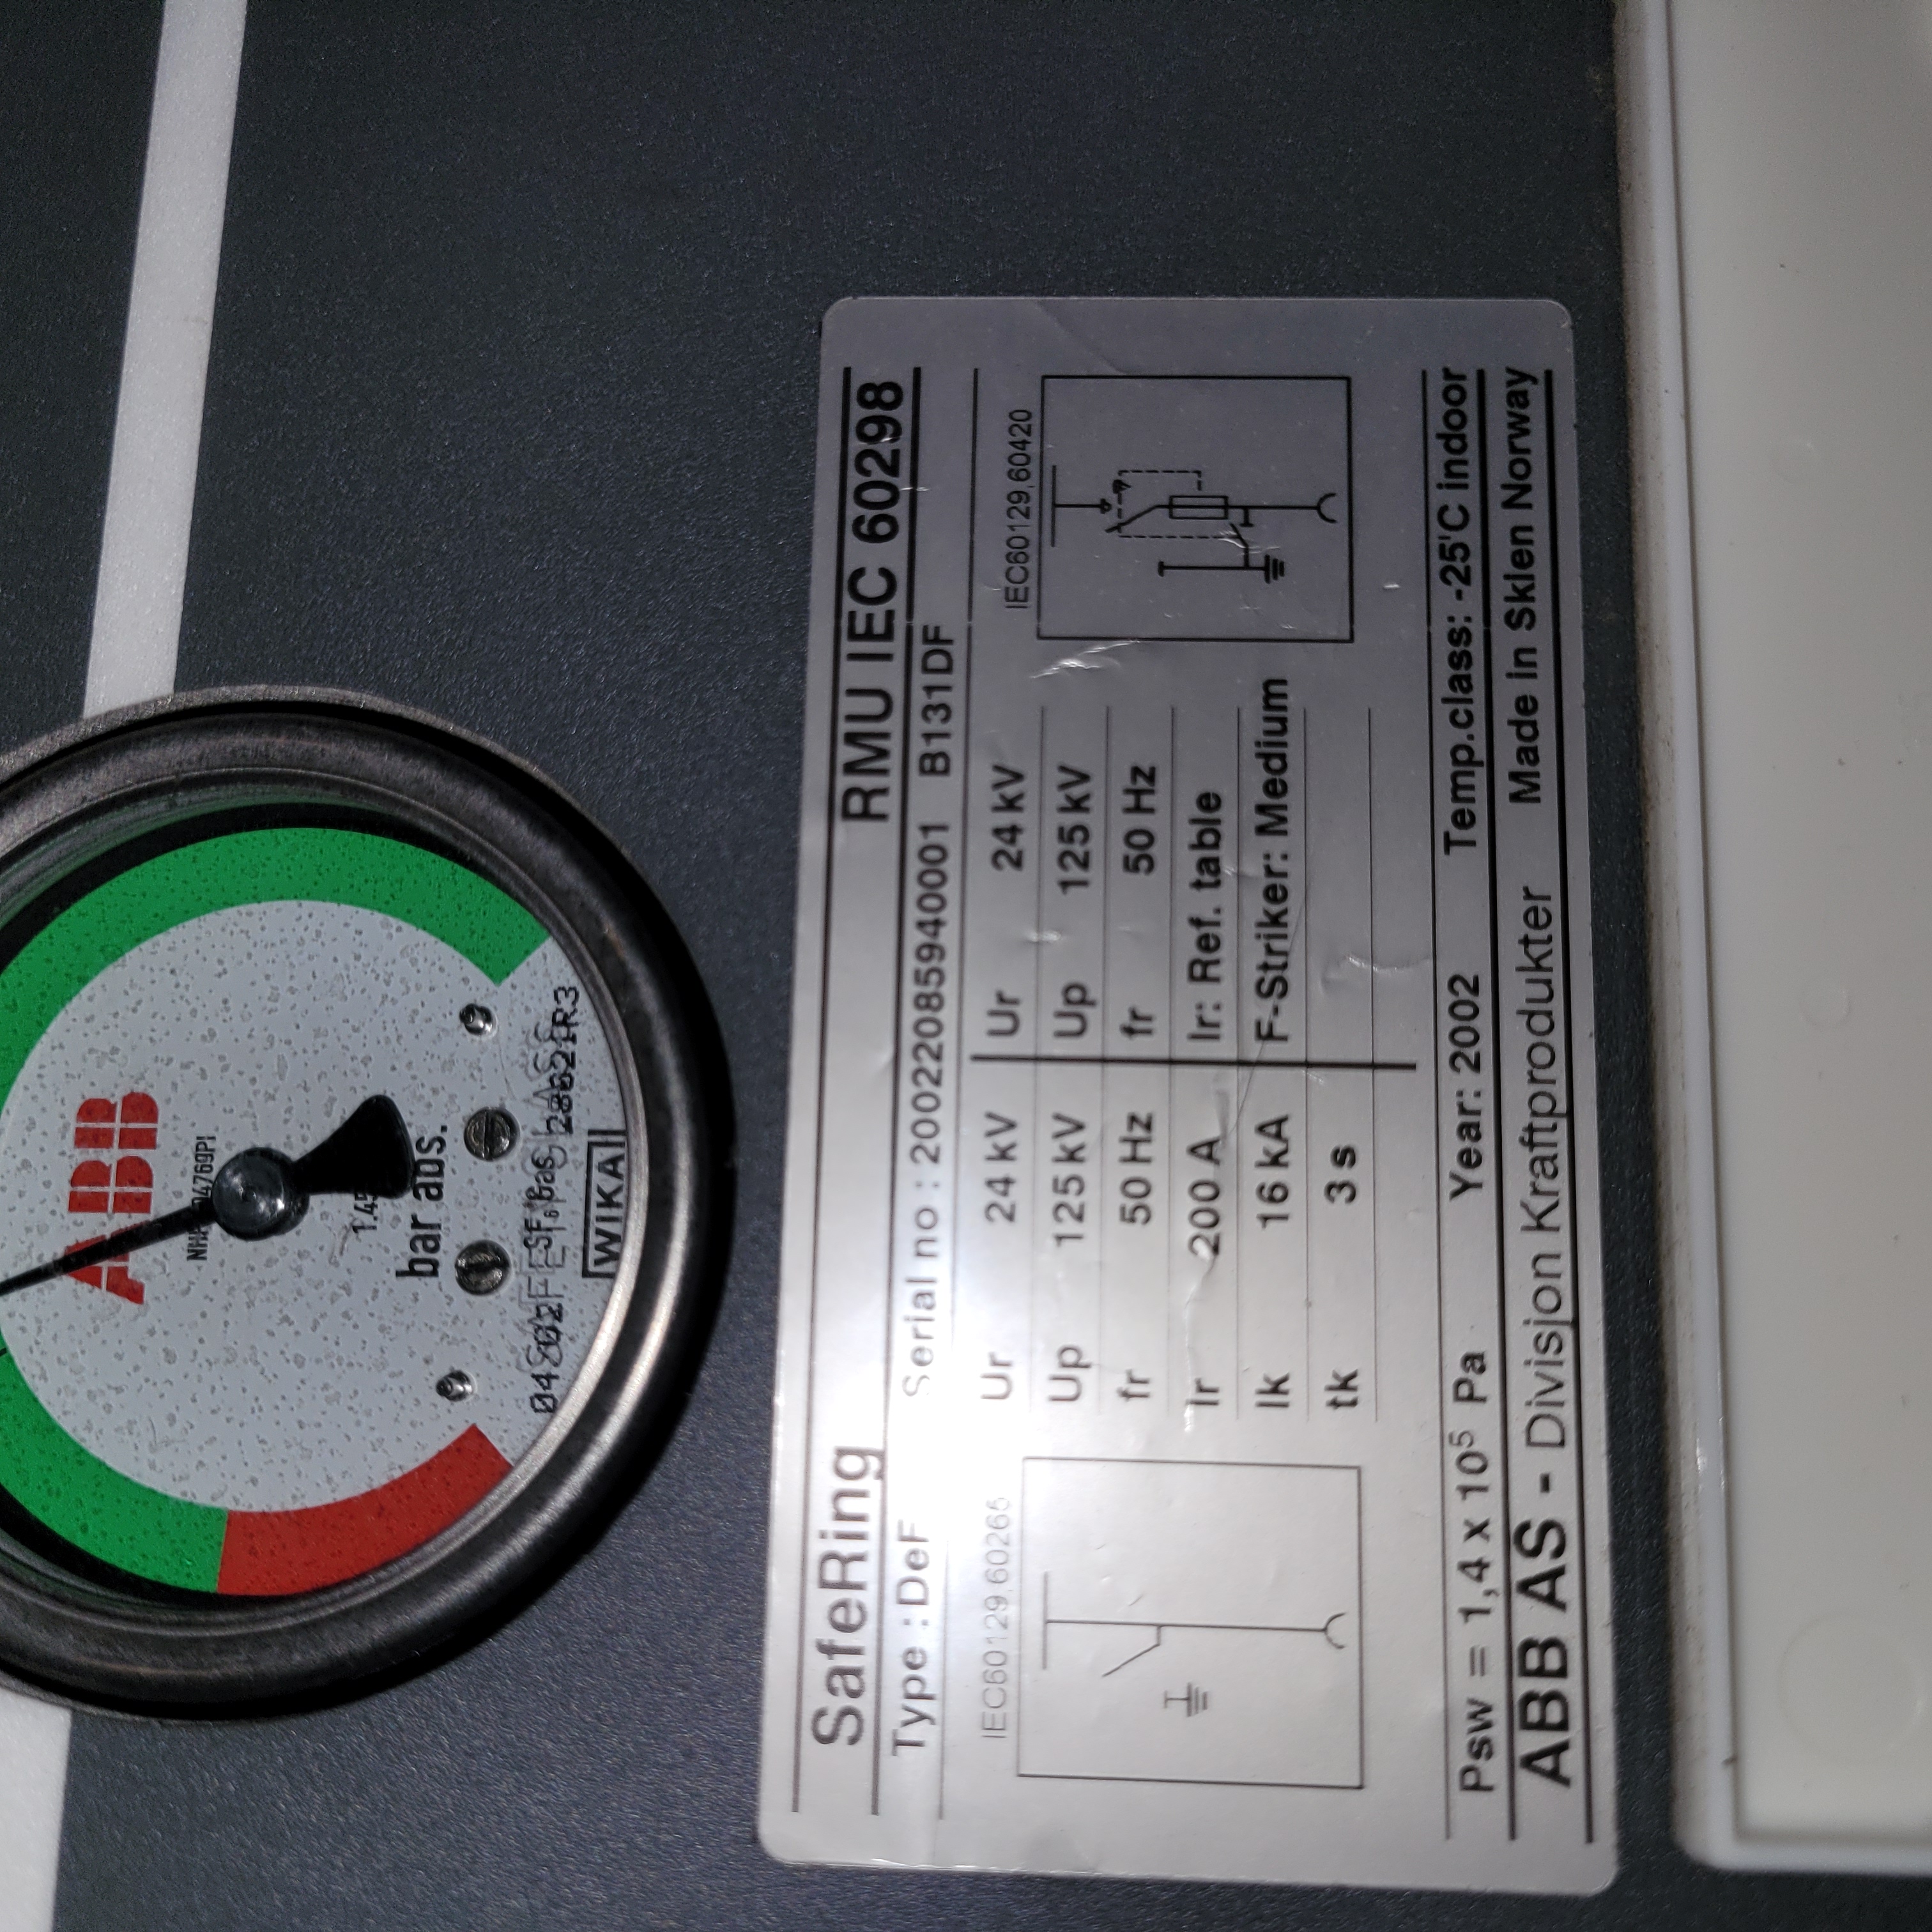 ABB
bar abs.
SF6 gas
WIKA
SafeRing RMU IEC 60298
Type : DeF Serial no : 20022085940001 B131DF
IEC60129,60265
Ur 24 kV
Up 125 kV
fr 50 Hz
Ir 200 A
Ik 16 kA
tk 3 s
Ur 24 kV
Up 125 kV
fr 50 Hz
Ir: Ref. table
F-Striker: Medium
IEC60129,60420
Psw = 1,4 x 10⁵ Pa Year: 2002 Temp.class: -25'C indoor
ABB AS - Divisjon Kraftprodukter Made in Sklen Norway